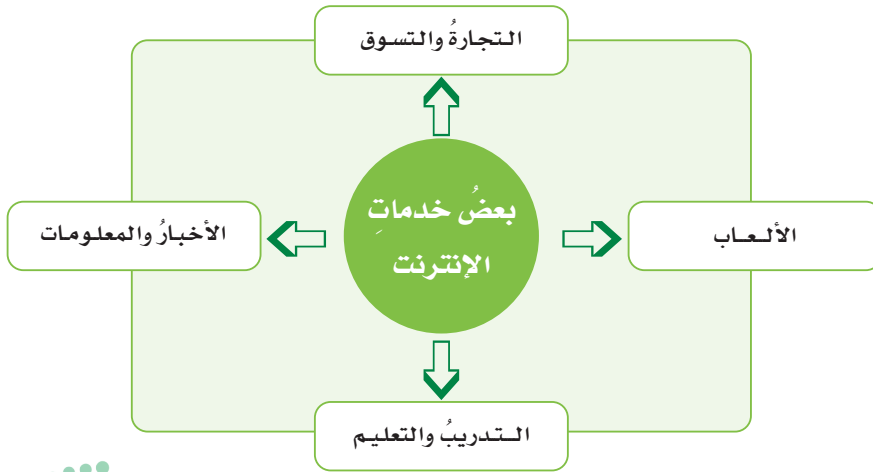 التجارةُ والتسوق
بعضُ خدماتِ
الإنترنت
الألعاب
الأخبارُ والمعلومات
التدريبُ والتعليم